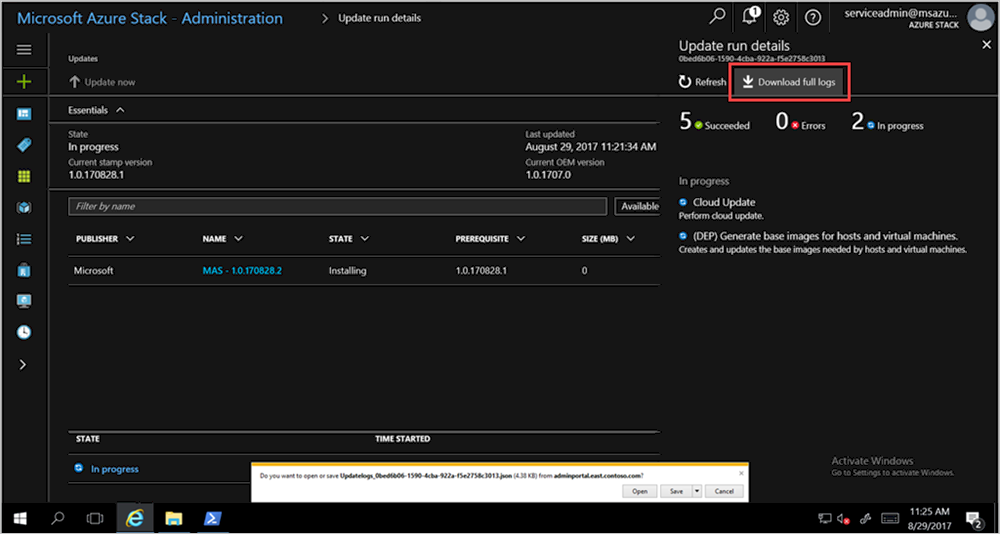 Microsoft Azure Stack - Administration
Update run details
1
serviceadmin@msazu...
AZURE STACK
Updates
Update now
Essentials
State
In progress
Current stamp version
1.0.170828.1
Last updated
August 29, 2017 11:21:34 AM
Current OEM version
1.0.1707.0
Filter by name
Available
PUBLISHER NAME STATE PREREQUISITE SIZE (MB)
Microsoft MAS - 1.0.170828.2 Installing 1.0.170828.1 0
STATE TIME STARTED
In progress
Update run details
0bed6b06-1590-4cba-922a-f5e2758c3013
Refresh Download full logs
5 Succeeded 0 Errors 2 In progress
In progress
Cloud Update
Perform cloud update.
(DEP) Generate base images for hosts and virtual machines.
Creates and updates the base images needed by hosts and virtual machines.
Activate Windows
Go to Settings to activate Windows.
Do you want to open or save Updatelogs_0bed6b06-1590-4cba-922a-f5e2758c3013.json (4.38 KB) from adminportal.east.contoso.com?
Open Save Cancel
11:25 AM
8/29/2017
2